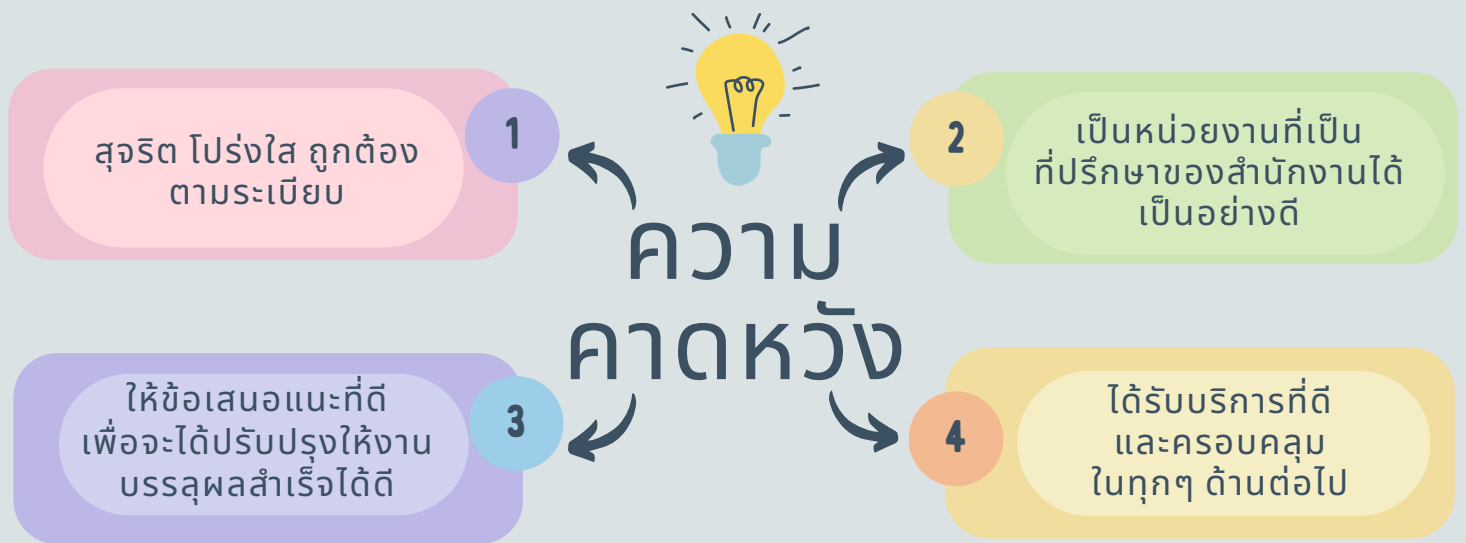 1
สุจริต โปร่งใส ถูกต้อง
ตามระเบียบ
2
เป็นหน่วยงานที่เป็น
ที่ปรึกษาของสำนักงานได้
เป็นอย่างดี
ความ
คาดหวัง
3
ให้ข้อเสนอแนะที่ดี
เพื่อจะได้ปรับปรุงให้งาน
บรรลุผลสำเร็จได้ดี
4
ได้รับบริการที่ดี
และครอบคลุม
ในทุกๆ ด้านต่อไป